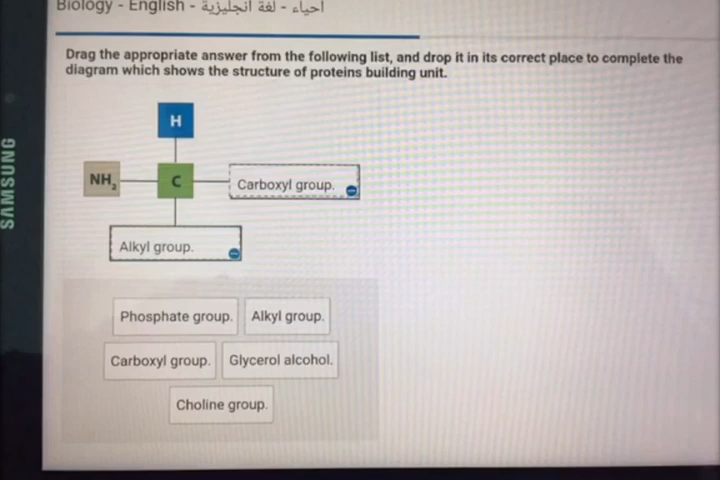 Biology - English - احياء - لغة انجليزية
Drag the appropriate answer from the following list, and drop it in its correct place to complete the
diagram which shows the structure of proteins building unit.
H
NH2
C
Carboxyl group.
Alkyl group.
Phosphate group.
Alkyl group.
Carboxyl group.
Glycerol alcohol.
Choline group.
SAMSUNG